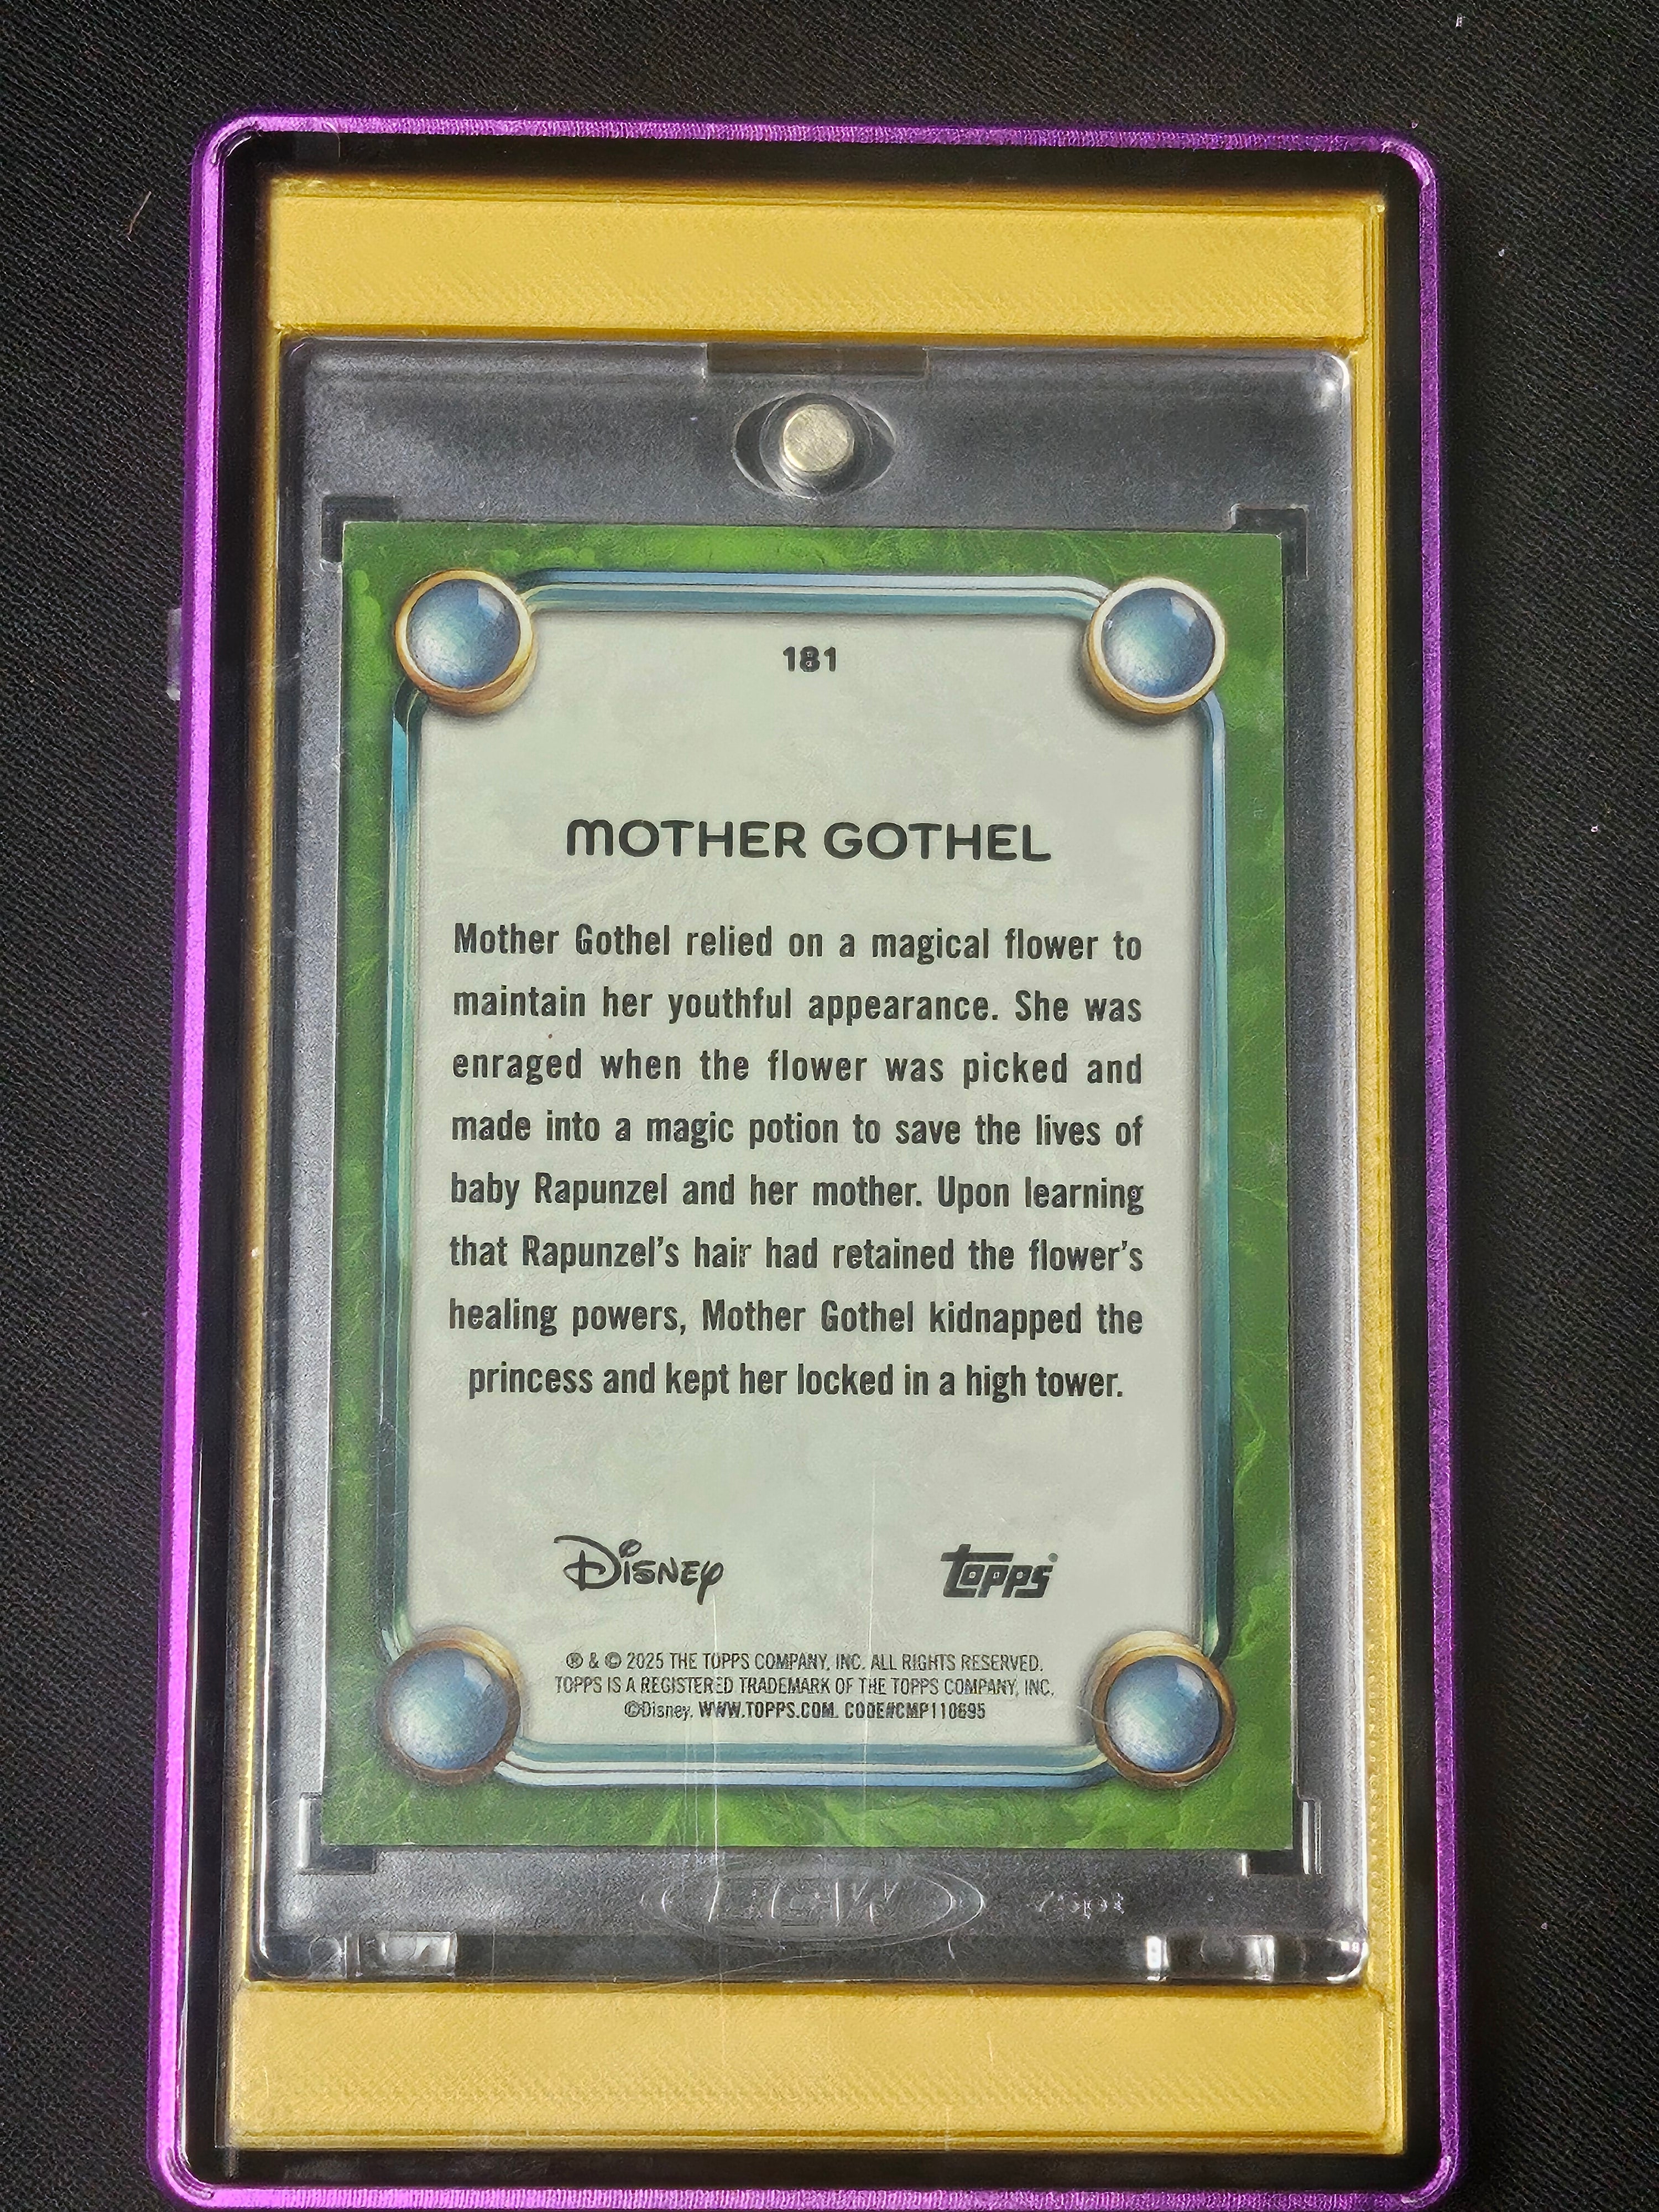 181
MOTHER GOTHEL
Mother Gothel relied on a magical flower to
maintain her youthful appearance. She was
enraged when the flower was picked and
made into a magic potion to save the lives of
baby Rapunzel and her mother. Upon learning
that Rapunzel's hair had retained the flower's
healing powers, Mother Gothel kidnapped the
princess and kept her locked in a high tower.
Disney topps®
® & © 2025 THE TOPPS COMPANY, INC. ALL RIGHTS RESERVED.
TOPPS IS A REGISTERED TRADEMARK OF THE TOPPS COMPANY, INC.
©Disney. WWW.TOPPS.COM. CODE#CMP110695